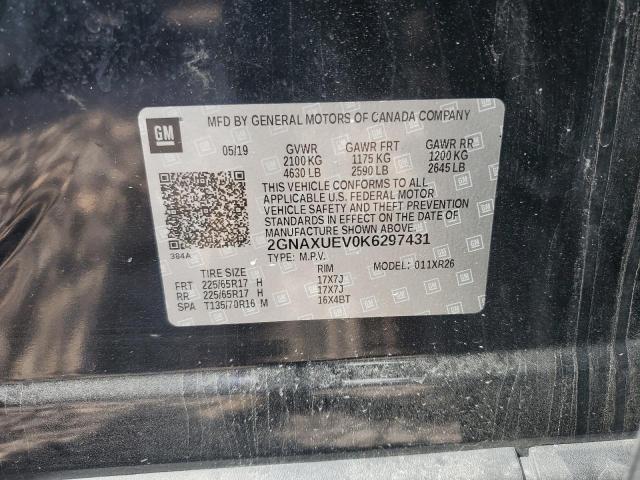 GM
MFD BY GENERAL MOTORS OF CANADA COMPANY
05/19 GVWR GAWR FRT GAWR RR
2100 KG 1175 KG 1200 KG
4630 LB 2590 LB 2645 LB
THIS VEHICLE CONFORMS TO ALL
APPLICABLE U.S. FEDERAL MOTOR
VEHICLE SAFETY AND THEFT PREVENTION
STANDARDS IN EFFECT ON THE DATE OF
MANUFACTURE SHOWN ABOVE.
384A 2GNAXUEV0K6297431
TYPE: M.P.V. MODEL: 011XR26
TIRE SIZE RIM
FRT 225/65R17 H 17X7J
RR 225/65R17 H 17X7J
SPA T135/70R16 M 16X4BT